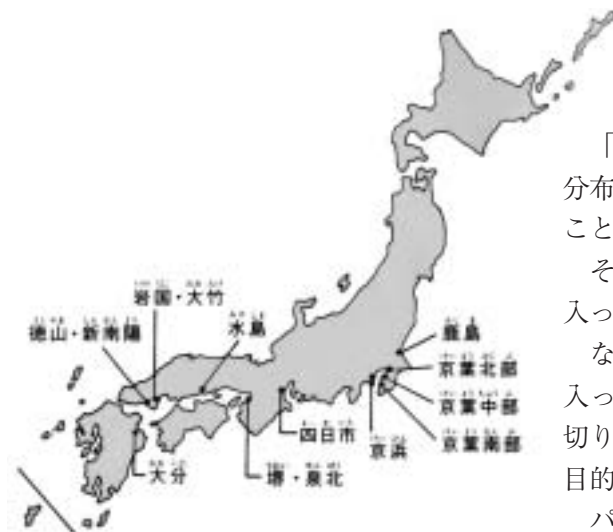 岩国・大竹
徳山・新南陽
水島
鹿島
京葉北部
京葉中部
京葉南部
京浜
四日市
堺・泉北
大分
「
分布
こと
そ
入っ
な
入っ
切り
目的
バ